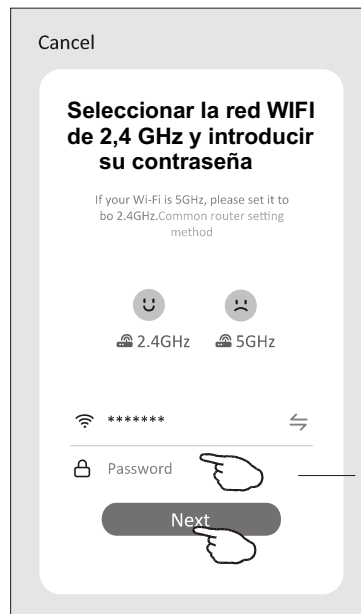 Cancel
Seleccionar la red WIFI
de 2,4 GHz y introducir
su contraseña
If your Wi-Fi is 5GHz, please set it to
bo 2.4GHz.Common router setting
method
2.4GHz 5GHz
*******
Password
Next